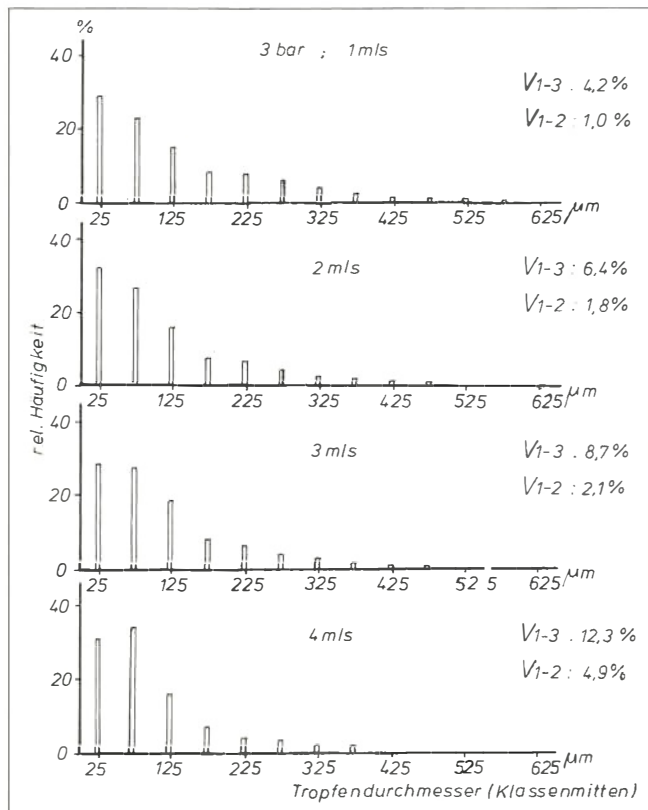 %
3 bar ; 1 mls
V1-3 . 4,2 %
V1-2 : 1,0 %
40
20
0
25 125 225 325 425 525 625 μm
2 mls
V1-3 : 6,4 %
V1-2 : 1,8 %
40
20
0
25 125 225 325 425 525 625 μm
rel. Häufigkeit
3 mls
V1-3 . 8,7 %
V1-2 : 2,1 %
40
20
0
25 125 225 325 425 52 5 625 μm
4 mls
V1-3 . 12,3 %
V1-2 : 4,9 %
40
20
0
25 125 225 325 425 525 625 μm
Tropfendurchmesser (Klassenmitten)